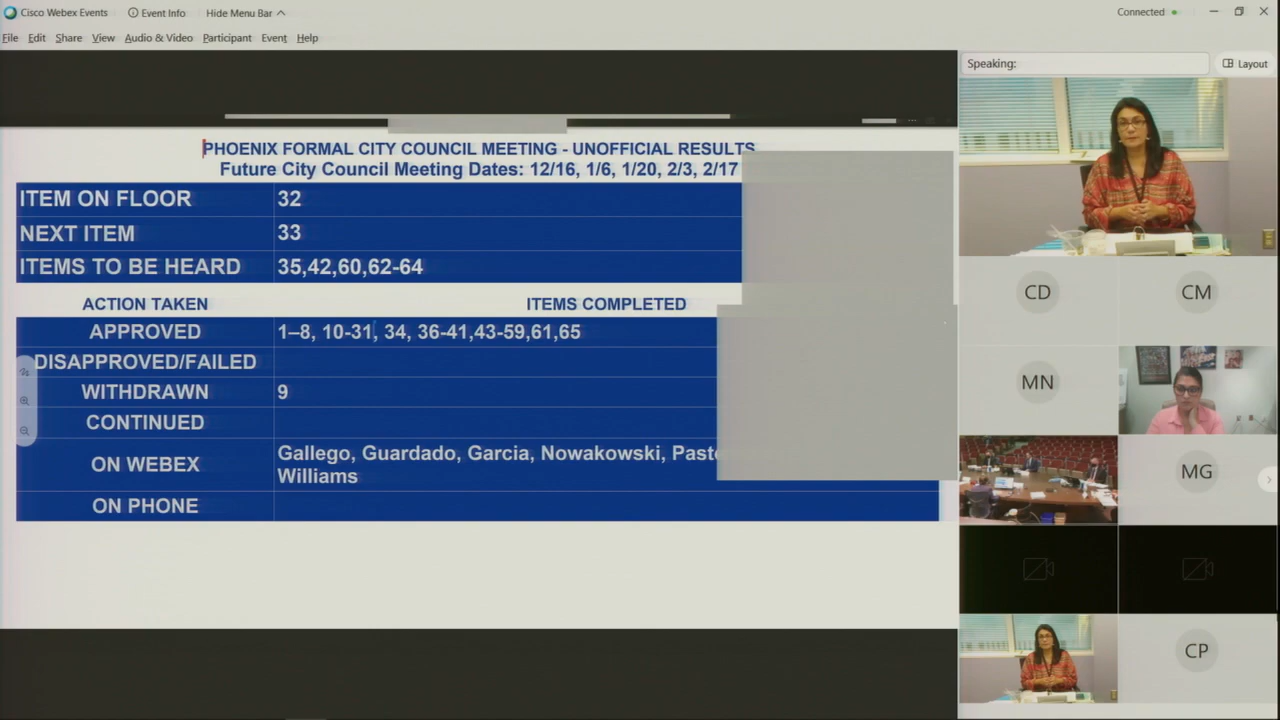 Cisco Webex Events
Event Info
Hide Menu Bar
Connected
File Edit Share View Audio & Video Participant Event Help
Speaking:
Layout
PHOENIX FORMAL CITY COUNCIL MEETING - UNOFFICIAL RESULTS
Future City Council Meeting Dates: 12/16, 1/6, 1/20, 2/3, 2/17
ITEM ON FLOOR 32
NEXT ITEM 33
ITEMS TO BE HEARD 35,42,60,62-64
ACTION TAKEN ITEMS COMPLETED
APPROVED 1–8, 10-31, 34, 36-41,43-59,61,65
DISAPPROVED/FAILED
WITHDRAWN 9
CONTINUED
ON WEBEX Gallego, Guardado, Garcia, Nowakowski,
Williams
ON PHONE
CD
CM
MN
MG
CP